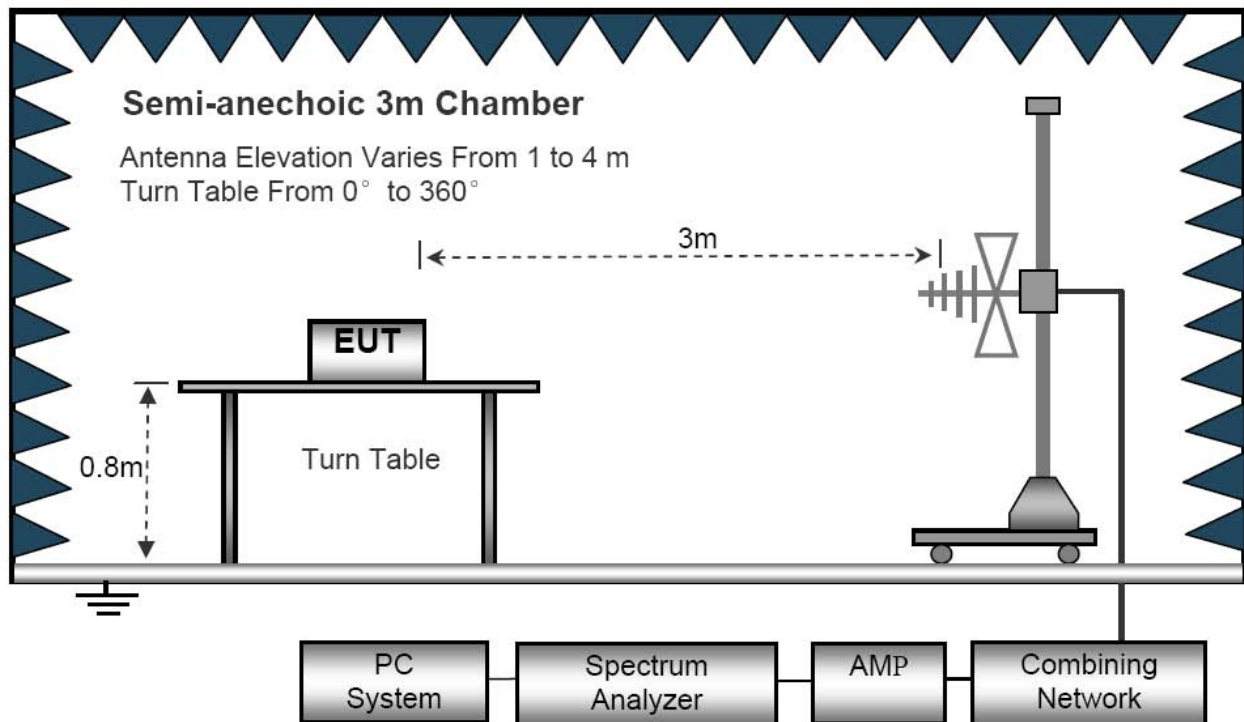 Semi-anechoic 3m Chamber
Antenna Elevation Varies From 1 to 4 m
Turn Table From 0° to 360°
3m
EUT
0.8m
Turn Table
PC
System
Spectrum
Analyzer
AMP
Combining
Network